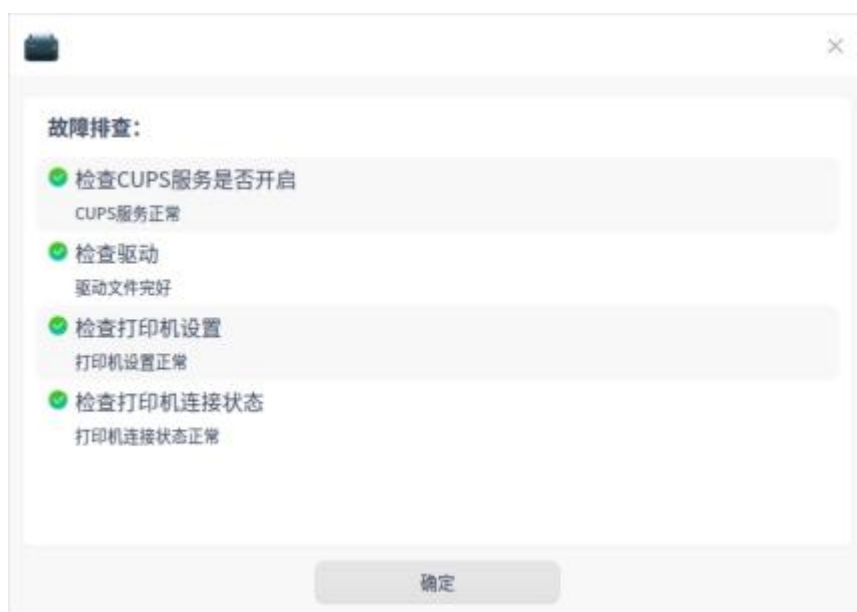 故障排查：
检查CUPS服务是否开启
CUPS服务正常
检查驱动
驱动文件完好
检查打印机设置
打印机设置正常
检查打印机连接状态
打印机连接状态正常
确定